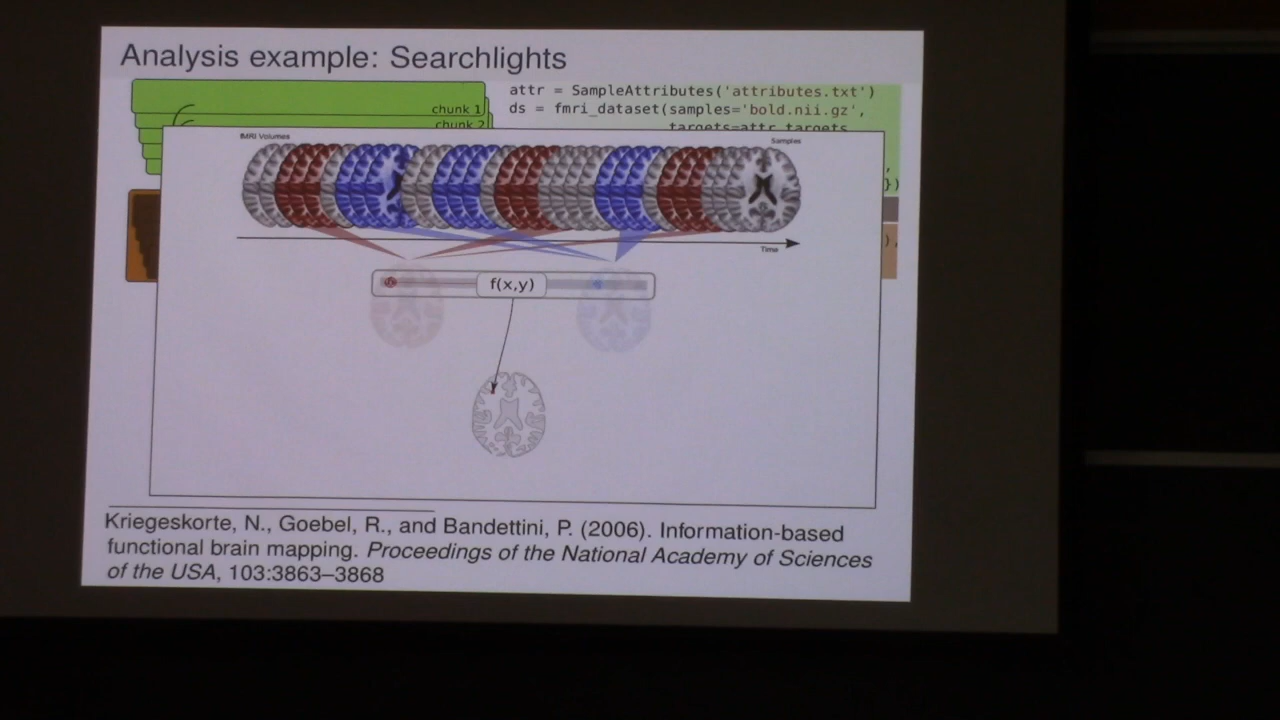 Analysis example: Searchlights
chunk 1
chunk 2
attr = SampleAttributes('attributes.txt')
ds = fmri_dataset(samples='bold.nii.gz',
targets=attr.targets
,
})
),
fMRI Volumes
Samples
Time
f(x,y)
Kriegeskorte, N., Goebel, R., and Bandettini, P. (2006). Information-based
functional brain mapping. Proceedings of the National Academy of Sciences
of the USA, 103:3863–3868